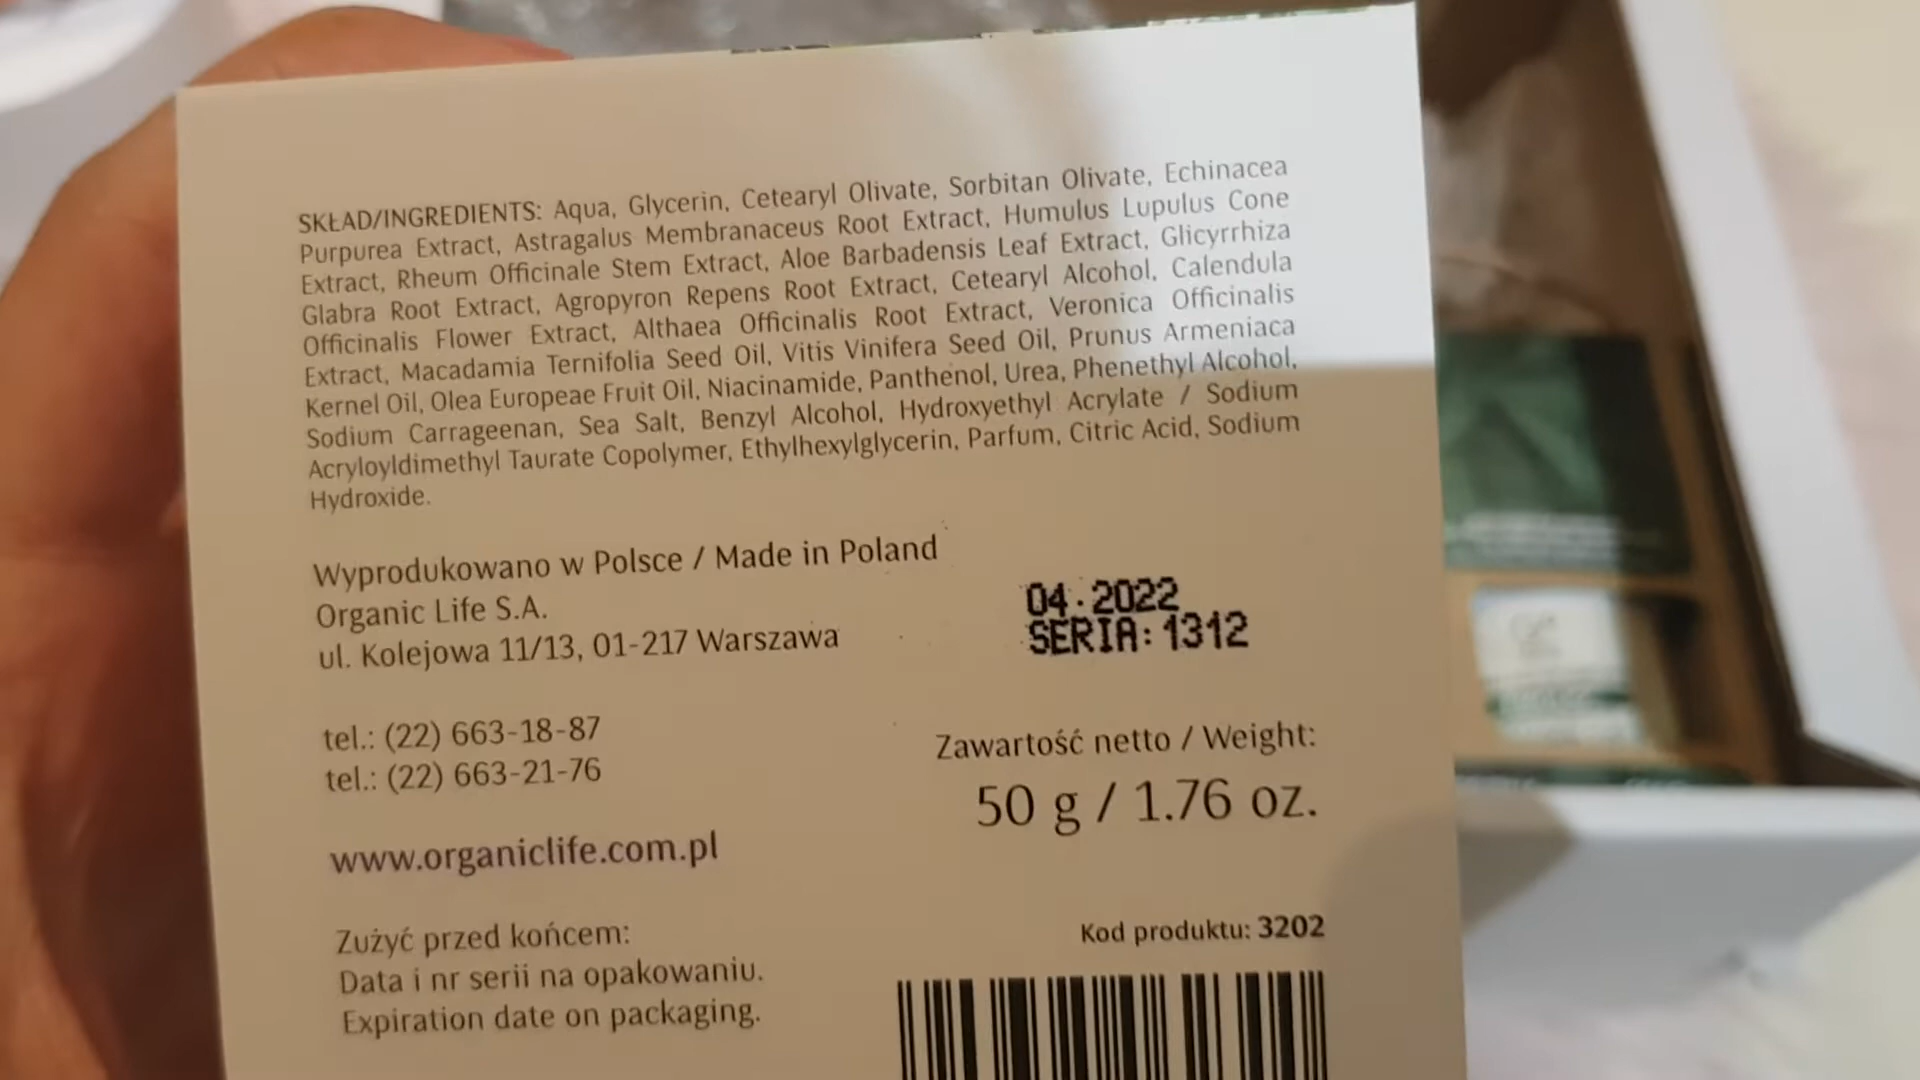 SKŁAD/INGREDIENTS: Aqua, Glycerin, Cetearyl Olivate, Sorbitan Olivate, Echinacea
Purpurea Extract, Astragalus Membranaceus Root Extract, Humulus Lupulus Cone
Extract, Rheum Officinale Stem Extract, Aloe Barbadensis Leaf Extract, Glicyrrhiza
Glabra Root Extract, Agropyron Repens Root Extract, Cetearyl Alcohol, Calendula
Officinalis Flower Extract, Althaea Officinalis Root Extract, Veronica Officinalis
Extract, Macadamia Ternifolia Seed Oil, Vitis Vinifera Seed Oil, Prunus Armeniaca
Kernel Oil, Olea Europeae Fruit Oil, Niacinamide, Panthenol, Urea, Phenethyl Alcohol,
Sodium Carrageenan, Sea Salt, Benzyl Alcohol, Hydroxyethyl Acrylate / Sodium
Acryloyldimethyl Taurate Copolymer, Ethylhexylglycerin, Parfum, Citric Acid, Sodium
Hydroxide.
Wyprodukowano w Polsce / Made in Poland
Organic Life S.A.
ul. Kolejowa 11/13, 01-217 Warszawa
04.2022
SERIA: 1312
tel.: (22) 663-18-87
tel.: (22) 663-21-76
Zawartość netto / Weight:
50 g / 1.76 oz.
www.organiclife.com.pl
Kod produktu: 3202
Zużyć przed końcem:
Data i nr serii na opakowaniu.
Expiration date on packaging.